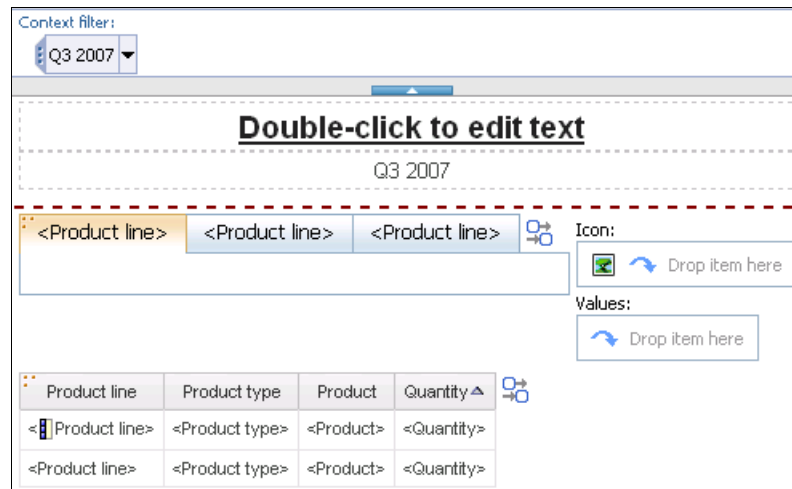 Context filter:
Q3 2007
Double-click to edit text
Q3 2007
<Product line> <Product line> <Product line>
Icon:
Drop item here
Values:
Drop item here
Product line Product type Product Quantity
<Product line> <Product type> <Product> <Quantity>
<Product line> <Product type> <Product> <Quantity>